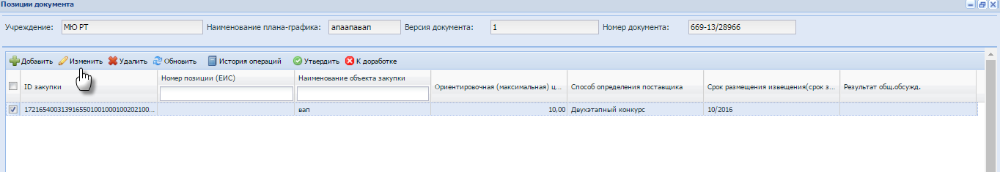 Позиции документа
Учреждение: МЮ РТ Наименование плана-графика: апаапавап Версия документа: 1 Номер документа: 669-13/28966
Добавить Изменить Удалить Обновить История операций Утвердить К доработке
ID закупки Номер позиции (ЕИС) Наименование объекта закупки Ориентировочная (максимальная) ц... Способ определения поставщика Срок размещения извещения(срок з... Результат общ.обсужд.
172165400313916550100100010020210​0... вап 10,00 Двухэтапный конкурс 10/2016